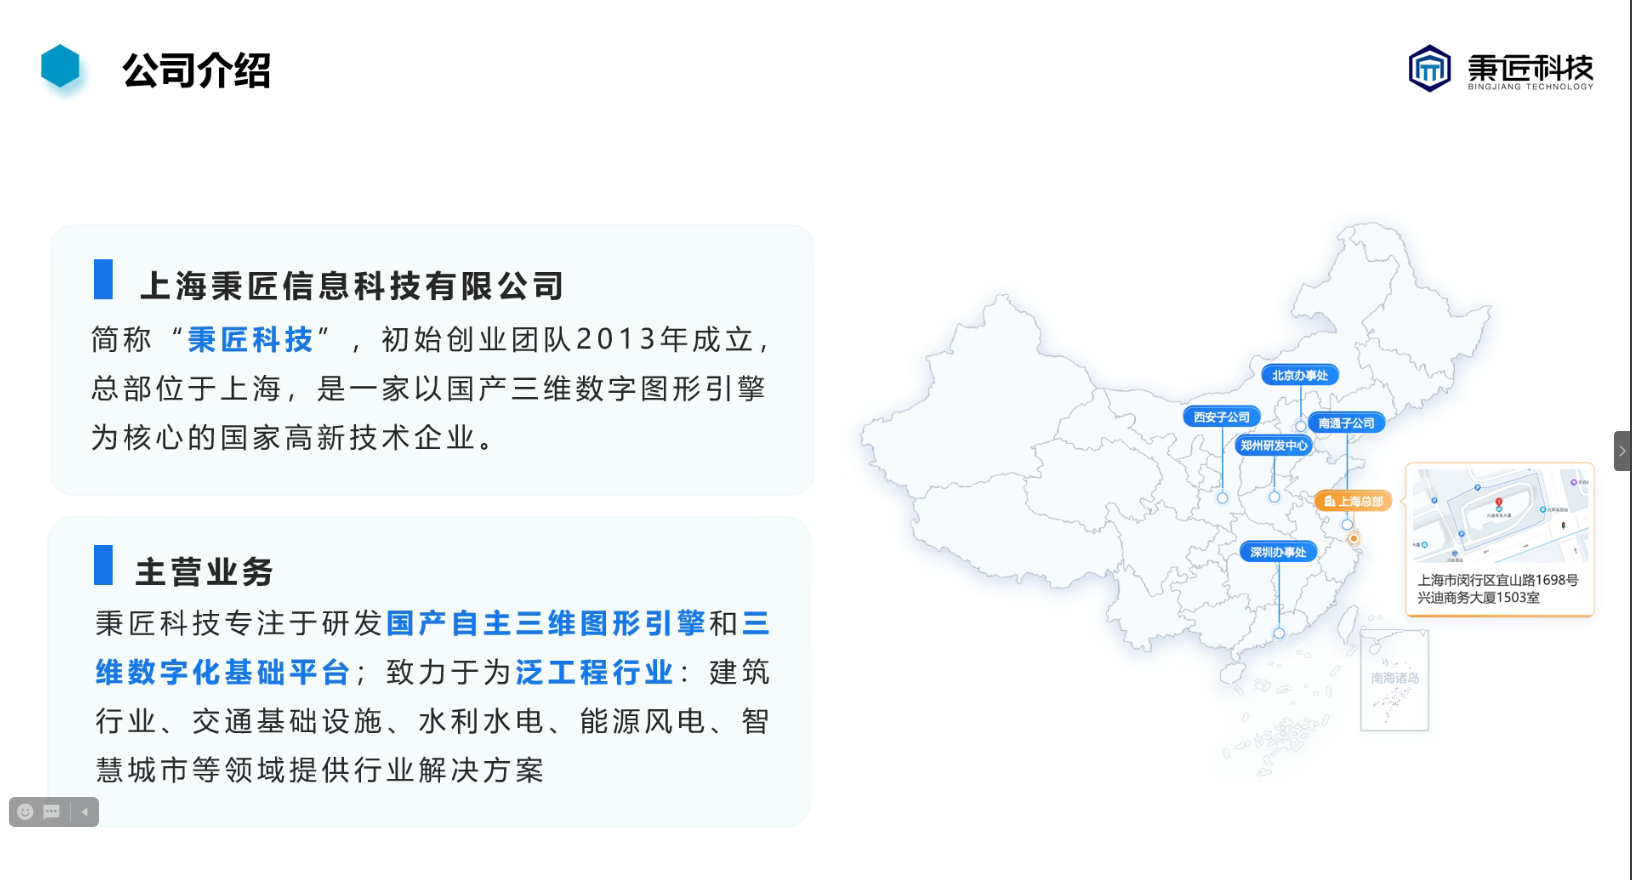 公司介绍
秉匠科技
BINGJIANG TECHNOLOGY
上海秉匠信息科技有限公司
简称“秉匠科技”，初始创业团队2013年成立，
总部位于上海，是一家以国产三维数字图形引擎
为核心的国家高新技术企业。
主营业务
秉匠科技专注于研发国产自主三维图形引擎和三
维数字化基础平台；致力于为泛工程行业：建筑
行业、交通基础设施、水利水电、能源风电、智
慧城市等领域提供行业解决方案
北京办事处
西安子公司
南通子公司
郑州研发中心
上海总部
深圳办事处
上海市闵行区宜山路1698号
兴迪商务大厦1503室
南海诸岛